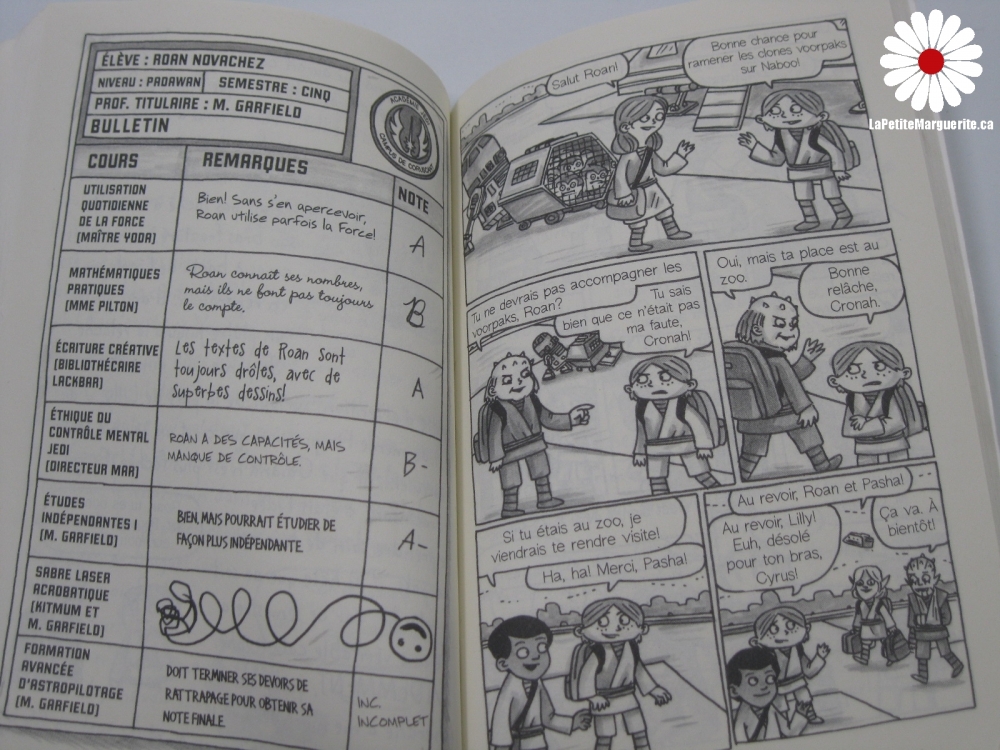 ÉLÈVE : ROAN NOVACHEZ
NIVEAU : PADAWAN
SEMESTRE : CINQ
PROF. TITULAIRE : M. GARFIELD
BULLETIN
ACADÉMIE JEDI
CAMPUS DE CORUSCANT
COURS
REMARQUES
NOTE
UTILISATION
QUOTIDIENNE
DE LA FORCE
(MAÎTRE YODA)
Bien! Sans s'en apercevoir,
Roan utilise parfois la Force!
A
MATHÉMATIQUES
PRATIQUES
(MME PILTON)
Roan connaît ses nombres,
mais ils ne font pas toujours
le compte.
B
ÉCRITURE CRÉATIVE
(BIBLIOTHÉCAIRE
LACKBAR)
Les textes de Roan sont
toujours drôles, avec de
superbes dessins!
A
ÉTHIQUE DU
CONTRÔLE MENTAL
JEDI
(DIRECTEUR MAR)
ROAN A DES CAPACITÉS, MAIS
MANQUE DE CONTRÔLE.
B-
ÉTUDES
INDÉPENDANTES I
(M. GARFIELD)
BIEN, MAIS POURRAIT ÉTUDIER DE
FAÇON PLUS INDÉPENDANTE.
A-
SABRE LASER
ACROBATIQUE
(KITMUM ET
M. GARFIELD)
FORMATION
AVANCÉE
D'ASTROPILOTAGE
(M. GARFIELD)
DOIT TERMINER SES DEVOIRS DE
RATTRAPAGE POUR OBTENIR SA
NOTE FINALE.
INC.
INCOMPLET
Salut Roan!
Bonne chance pour
ramener les clones voorpaks
sur Naboo!
Tu ne devrais pas accompagner les
voorpaks, Roan?
Tu sais
bien que ce n'était pas
ma faute,
Cronah!
Oui, mais ta place est au
zoo.
Bonne
relâche,
Cronah.
Si tu étais au zoo, je
viendrais te rendre visite!
Ha, ha! Merci, Pasha!
Au revoir, Roan et Pasha!
Au revoir, Lilly!
Euh, désolé
pour ton bras,
Cyrus!
Ça va. À
bientôt!
LaPetiteMarguerite.ca